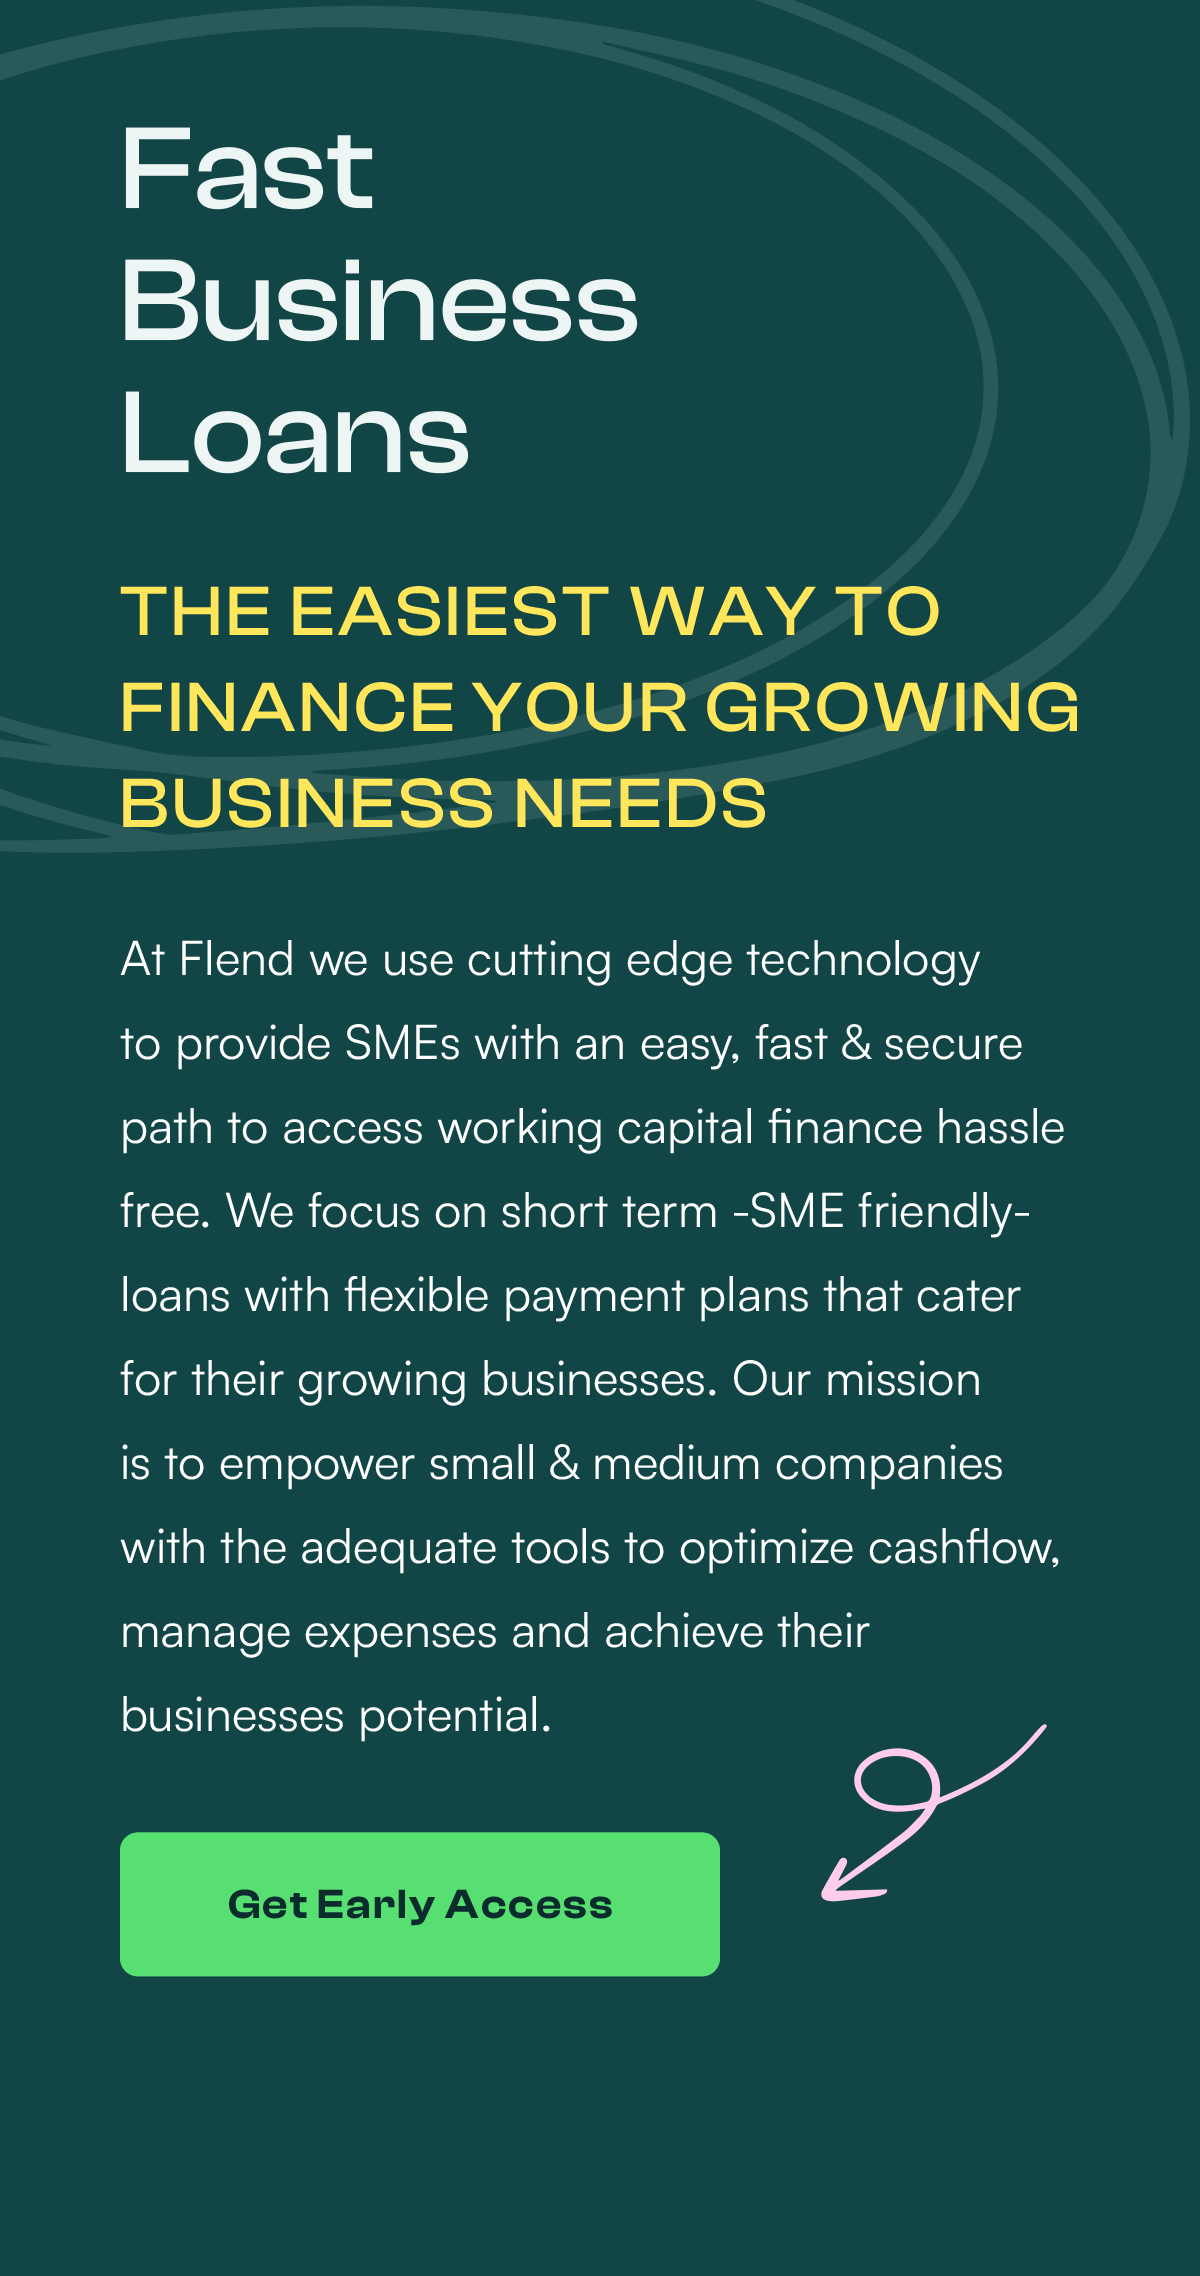 Fast
Business
Loans
THE EASIEST WAY TO
FINANCE YOUR GROWING
BUSINESS NEEDS
At Flend we use cutting edge technology
to provide SMEs with an easy, fast & secure
path to access working capital finance hassle
free. We focus on short term -SME friendly-
loans with flexible payment plans that cater
for their growing businesses. Our mission
is to empower small & medium companies
with the adequate tools to optimize cashflow,
manage expenses and achieve their
businesses potential.
Get Early Access